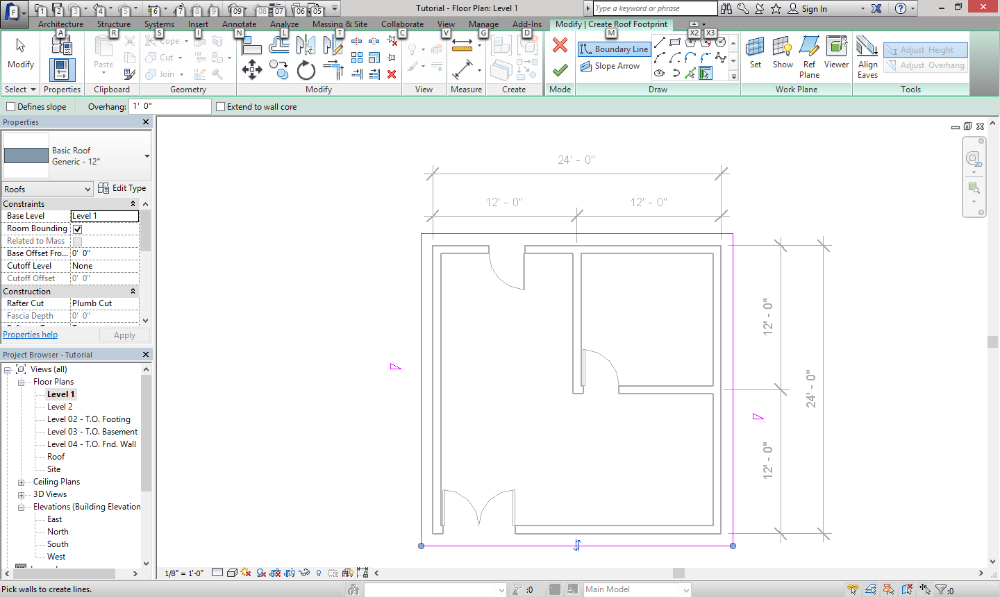 Tutorial - Floor Plan: Level 1
Type a keyword or phrase
Sign In
F 1 2 3 4 5 6 7 8 9 09 08 07 06 05
Architecture Structure Systems Insert Annotate Analyze Massing & Site Collaborate View Manage Add-Ins Modify | Create Roof Footprint
A R S I N L T C V G D M X2 X3
Modify
Paste
Cope
Cut
Join
Boundary Line
Slope Arrow
Set
Show
Ref Plane
Viewer
Align Eaves
Adjust Height
Adjust Overhang
Select Properties Clipboard Geometry Modify View Measure Create Mode Draw Work Plane Tools
Defines slope Overhang: 1' 0" Extend to wall core
Properties
Basic Roof
Generic - 12"
Roofs Edit Type
Constraints
Base Level Level 1
Room Bounding
Related to Mass
Base Offset Fro... 0' 0"
Cutoff Level None
Cutoff Offset 0' 0"
Construction
Rafter Cut Plumb Cut
Fascia Depth 0' 0"
Properties help Apply
Project Browser - Tutorial
Views (all)
Floor Plans
Level 1
Level 2
Level 02 - T.O. Footing
Level 03 - T.O. Basement
Level 04 - T.O. Fnd. Wall
Roof
Site
Ceiling Plans
3D Views
Elevations (Building Elevation
East
North
South
West
24' - 0"
12' - 0" 12' - 0"
12' - 0"
24' - 0"
12' - 0"
2D
1/8" = 1'-0"
Pick walls to create lines.
:0
Main Model
:0